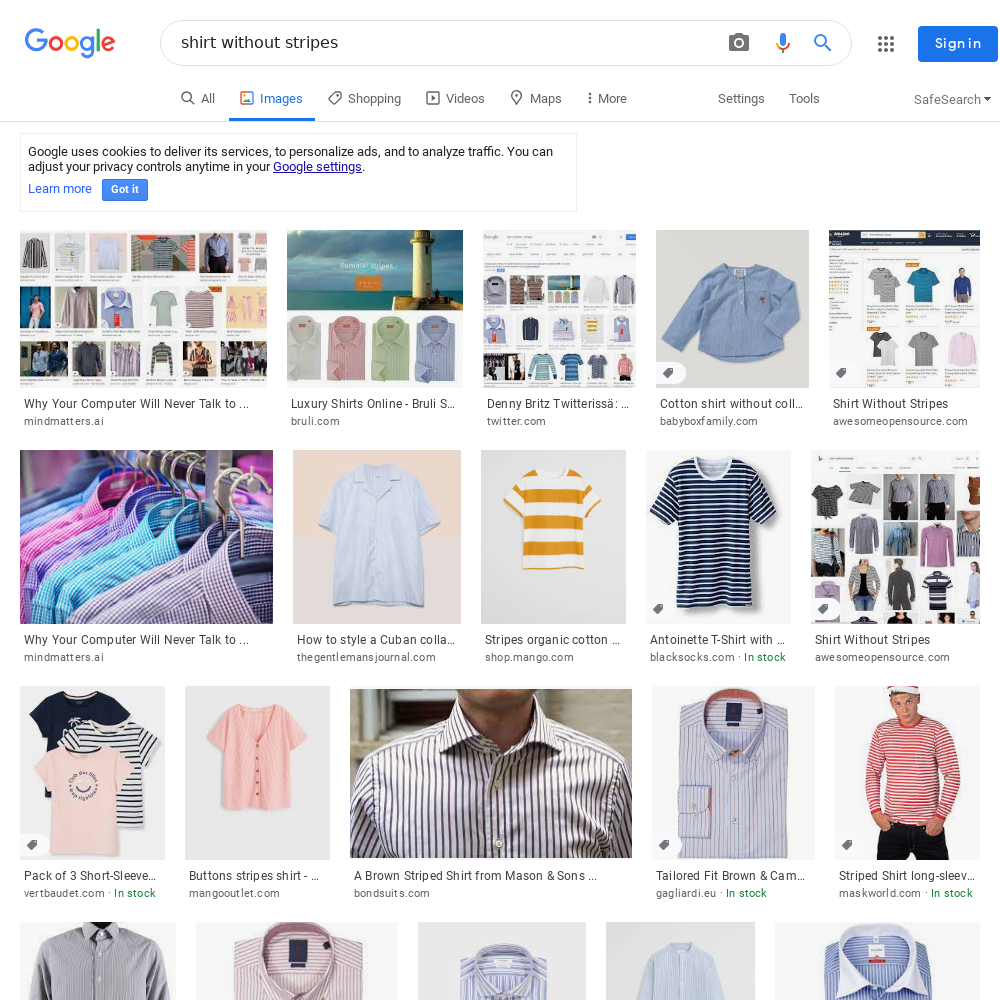 Google
shirt without stripes
Sign in
All
Images
Shopping
Videos
Maps
More
Settings
Tools
SafeSearch
Google uses cookies to deliver its services, to personalize ads, and to analyze traffic. You can
adjust your privacy controls anytime in your Google settings.
Learn more
Got it
Summer stripes
Why Your Computer Will Never Talk to ...
mindmatters.ai
Luxury Shirts Online - Bruli S...
bruli.com
Denny Britz Twitterissä: ...
twitter.com
Cotton shirt without coll...
babyboxfamily.com
Shirt Without Stripes
awesomeopensource.com
Why Your Computer Will Never Talk to ...
mindmatters.ai
How to style a Cuban colla...
thegentlemansjournal.com
Stripes organic cotton ...
shop.mango.com
Antoinette T-Shirt with ...
blacksocks.com · In stock
Shirt Without Stripes
awesomeopensource.com
Pack of 3 Short-Sleeve...
vertbaudet.com · In stock
Buttons stripes shirt - ...
mangooutlet.com
A Brown Striped Shirt from Mason & Sons ...
bondsuits.com
Tailored Fit Brown & Cam...
gagliardi.eu · In stock
Striped Shirt long-sleev...
maskworld.com · In stock